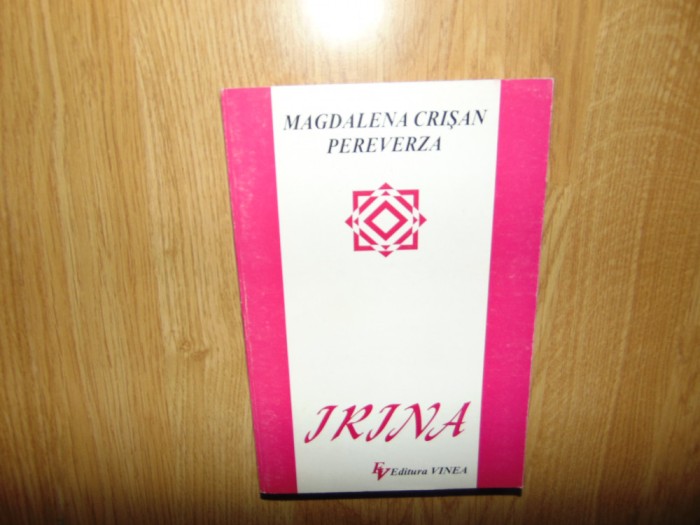 MAGDALENA CRIŞAN
PEREVERZA
IRINA
EV Editura VINEA